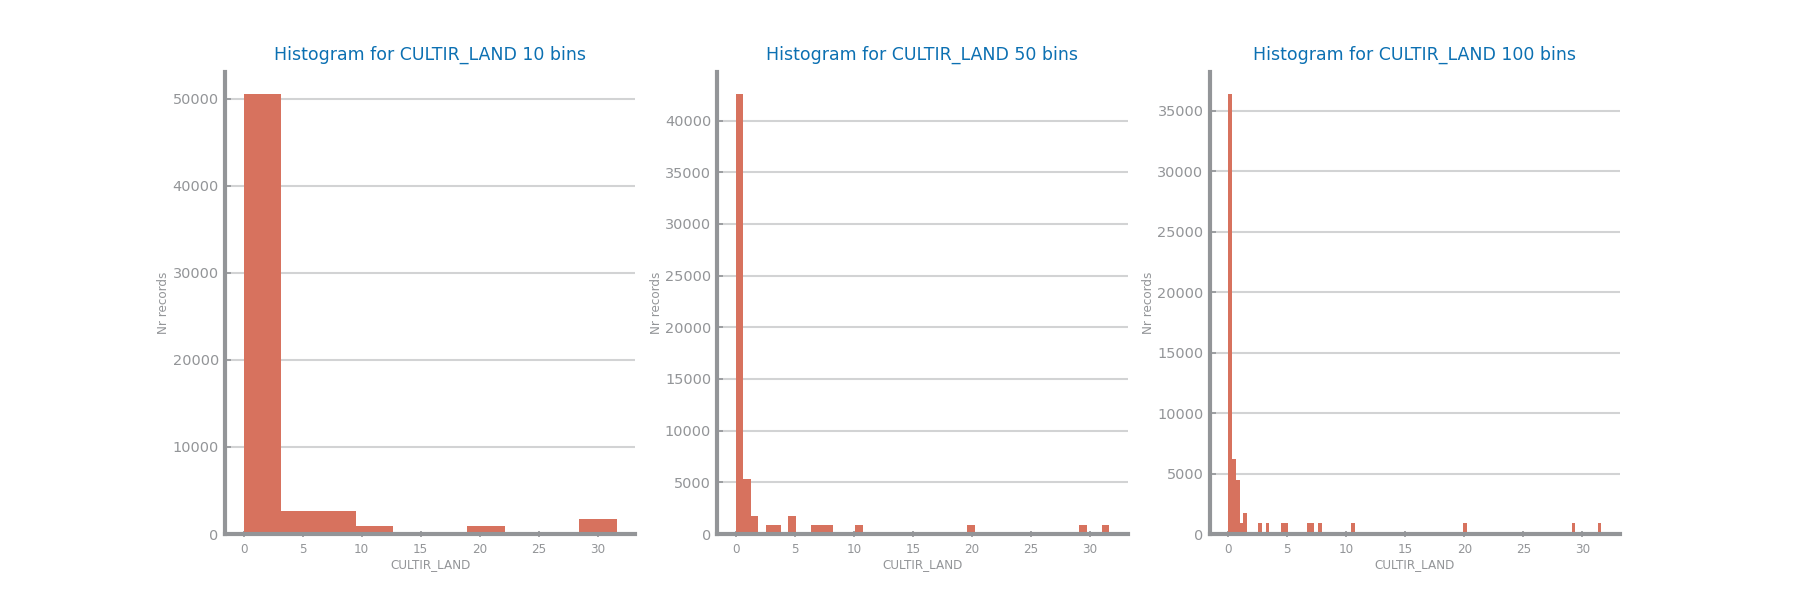 Histogram for CULTIR_LAND 10 bins
50000
40000
30000
20000
10000
0
Nr records
0 5 10 15 20 25 30
CULTIR_LAND
Histogram for CULTIR_LAND 50 bins
40000
35000
30000
25000
20000
15000
10000
5000
0
Nr records
0 5 10 15 20 25 30
CULTIR_LAND
Histogram for CULTIR_LAND 100 bins
35000
30000
25000
20000
15000
10000
5000
0
Nr records
0 5 10 15 20 25 30
CULTIR_LAND